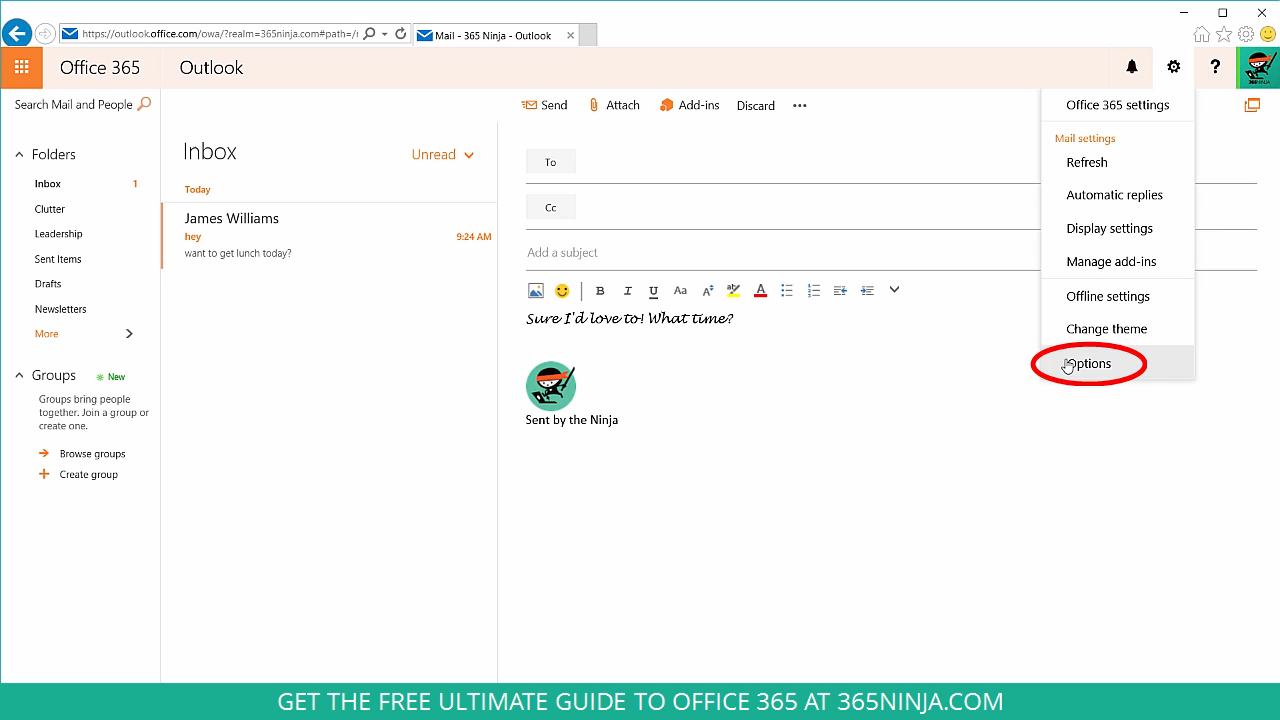 https://outlook.office.com/owa/?realm=365ninja.com#path=/
Mail - 365 Ninja - Outlook
Office 365
Outlook
?
Search Mail and People
Folders
Inbox 1
Clutter
Leadership
Sent Items
Drafts
Newsletters
More
Groups New
Groups bring people
together. Join a group or
create one.
Browse groups
Create group
Inbox
Unread
Today
James Williams
hey 9:24 AM
want to get lunch today?
Send Attach Add-ins Discard •••
To
Cc
Add a subject
B I U Aa A aby A
Sure I'd love to! What time?
Sent by the Ninja
Office 365 settings
Mail settings
Refresh
Automatic replies
Display settings
Manage add-ins
Offline settings
Change theme
Options
GET THE FREE ULTIMATE GUIDE TO OFFICE 365 AT 365NINJA.COM